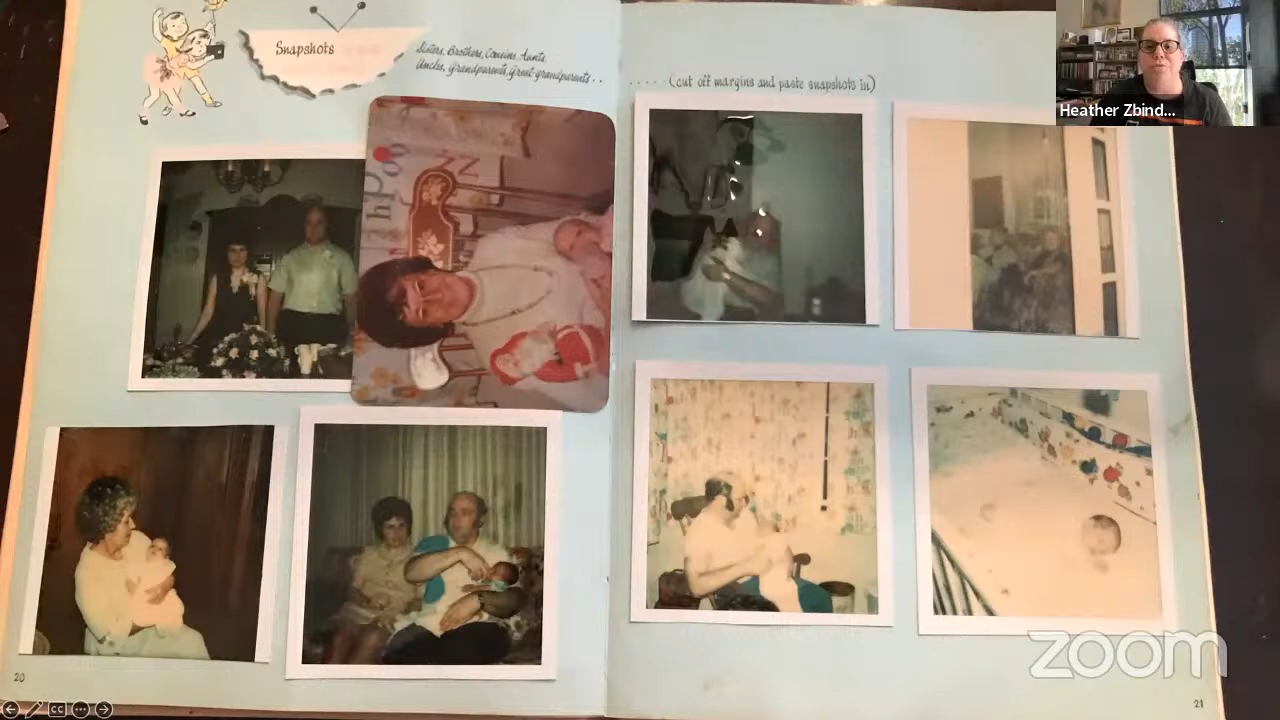 Snapshots
Sisters, Brothers, Cousins, Aunts,
Uncles, Grandparents, Great-grandparents . .
. . . . . (cut off margins and paste snapshots in)
Heather Zbind...
20
21
CC
zoom